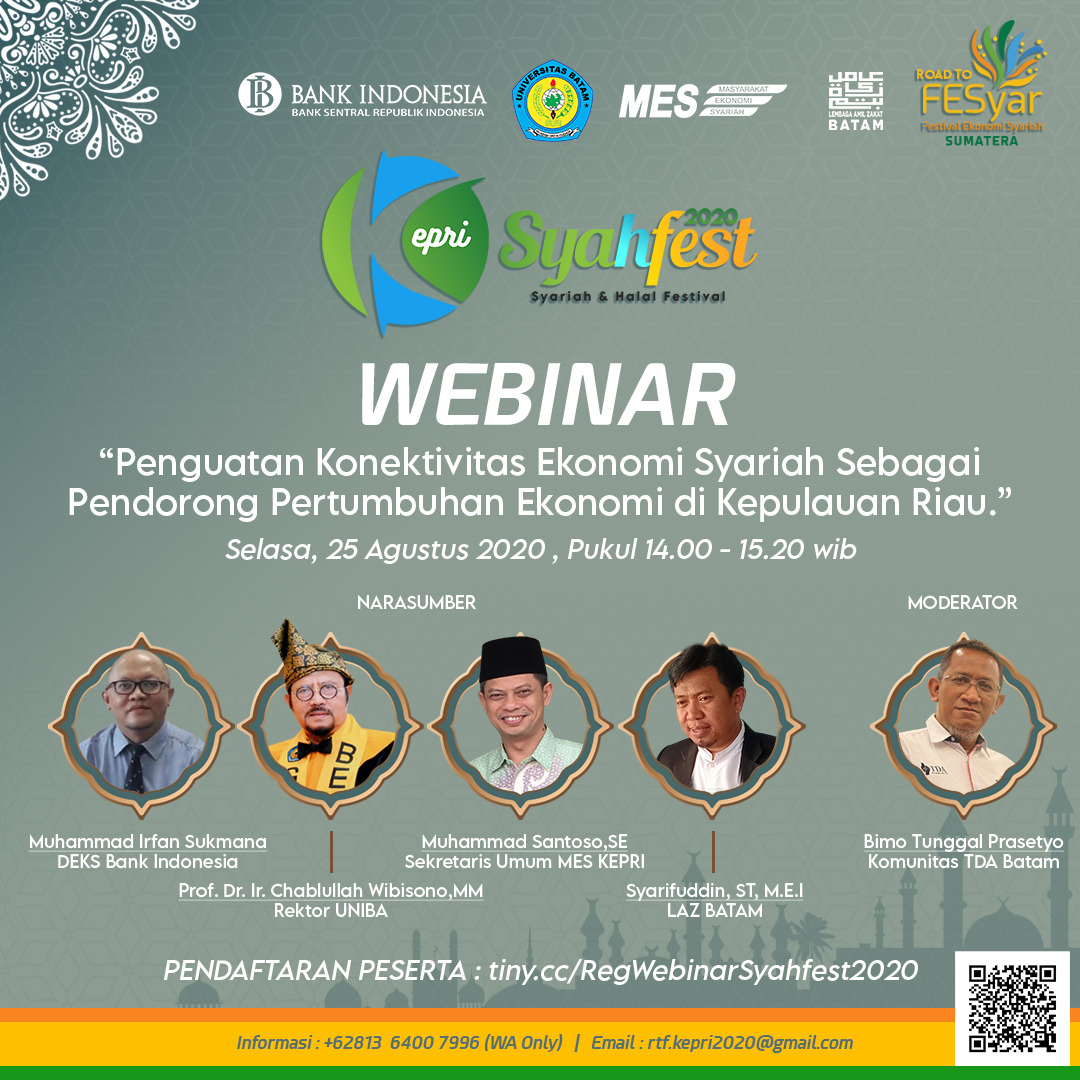 BANK INDONESIA
BANK SENTRAL REPUBLIK INDONESIA
UNIVERSITAS BATAM
MES
MASYARAKAT
EKONOMI
SYARIAH
LEMBAGA AMIL ZAKAT
BATAM
ROAD TO
FESyar
Festival Ekonomi Syariah
SUMATERA
Kepri
Syahfest
2020
Syariah & Halal Festival
WEBINAR
“Penguatan Konektivitas Ekonomi Syariah Sebagai
Pendorong Pertumbuhan Ekonomi di Kepulauan Riau.”
Selasa, 25 Agustus 2020 , Pukul 14.00 - 15.20 wib
NARASUMBER
MODERATOR
TDA
Muhammad Irfan Sukmana
DEKS Bank Indonesia
Prof. Dr. Ir. Chablullah Wibisono,MM
Rektor UNIBA
Muhammad Santoso,SE
Sekretaris Umum MES KEPRI
Syarifuddin, ST, M.E.I
LAZ BATAM
Bimo Tunggal Prasetyo
Komunitas TDA Batam
PENDAFTARAN PESERTA : tiny.cc/RegWebinarSyahfest2020
Informasi : +62813 6400 7996 (WA Only) | Email : rtf.kepri2020@gmail.com